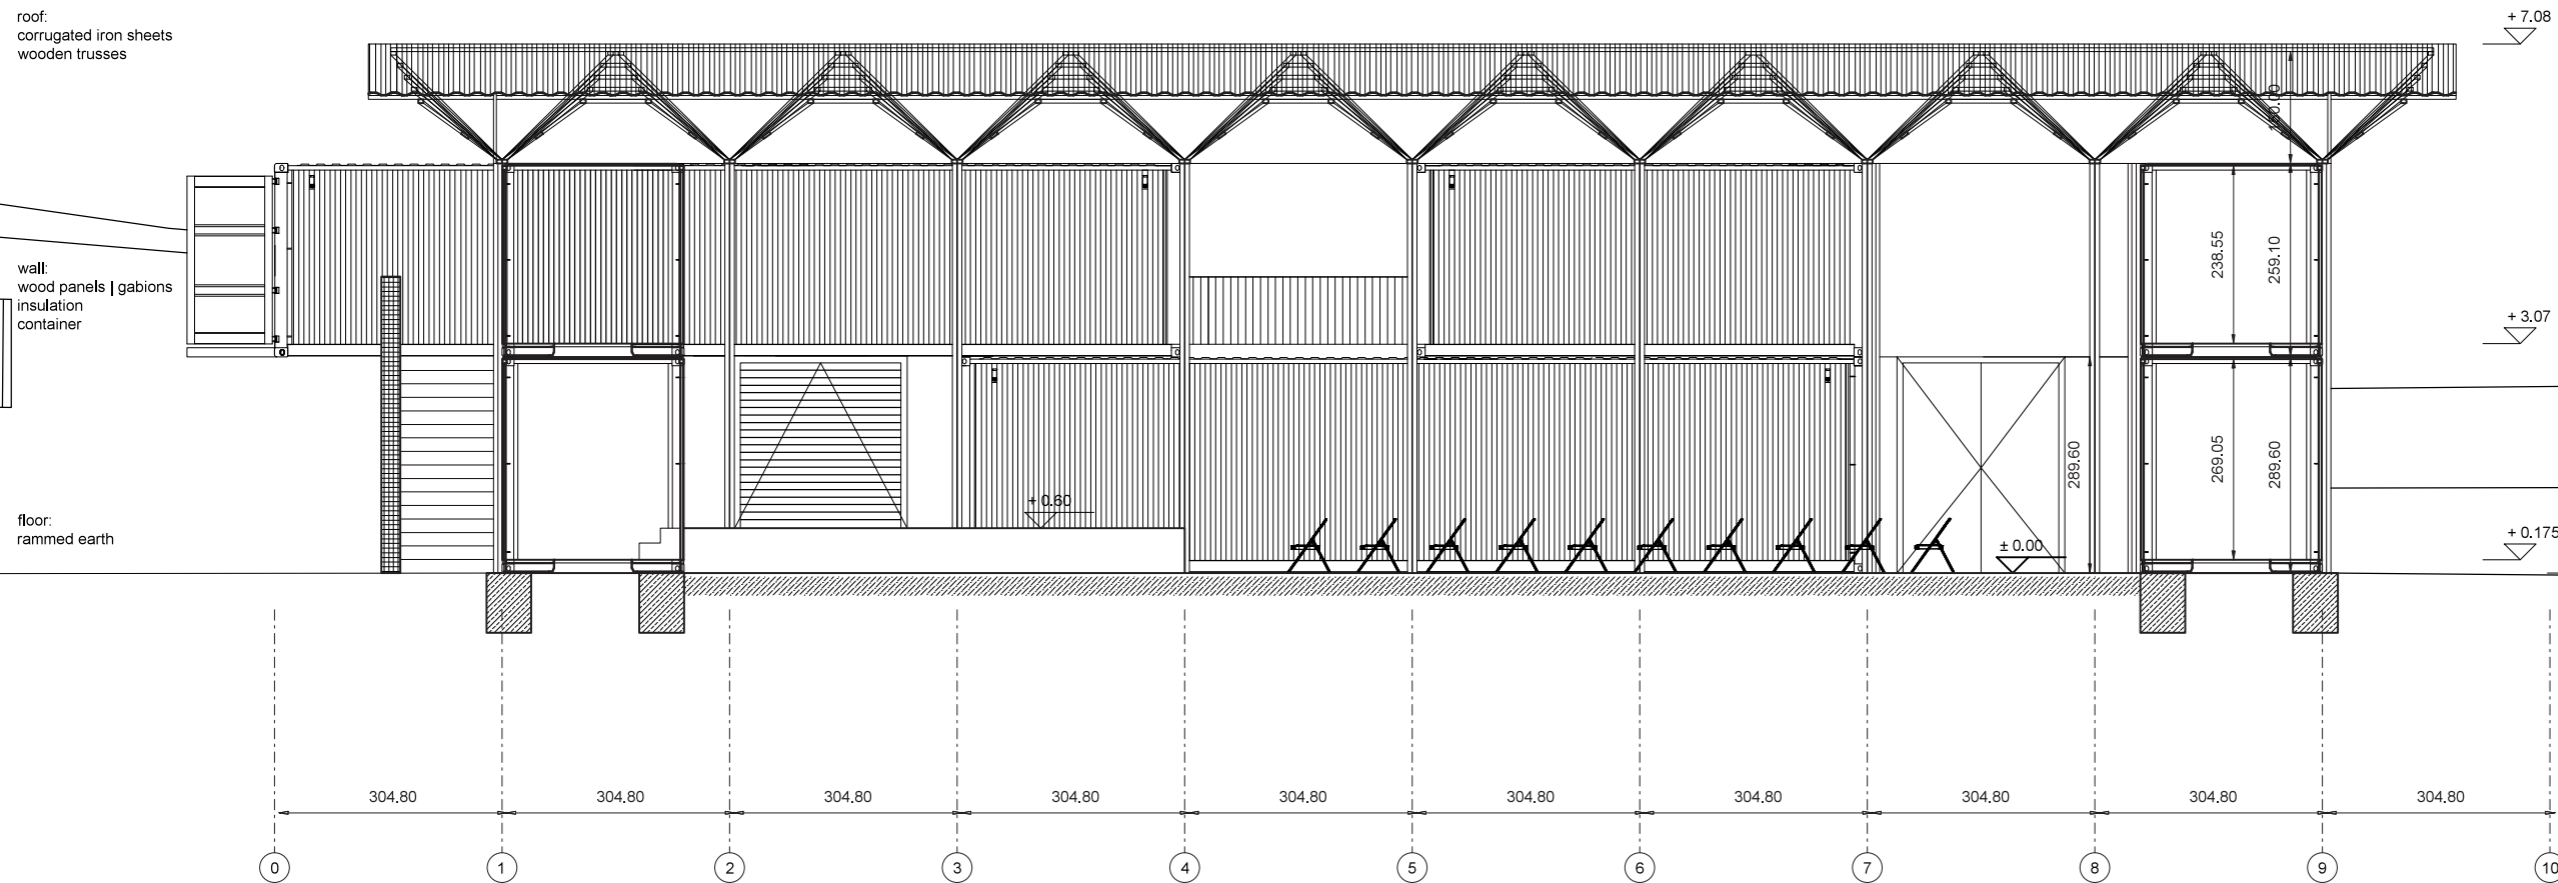 roof:
corrugated iron sheets
wooden trusses
+ 7.08
150.00
wall:
wood panels | gabions
insulation
container
238.55
259.10
+ 3.07
289.60
269.05
289.60
+ 0.60
floor:
rammed earth
± 0.00
+ 0.175
304.80 304.80 304.80 304.80 304.80 304.80 304.80 304.80 304.80 304.80
0 1 2 3 4 5 6 7 8 9 10